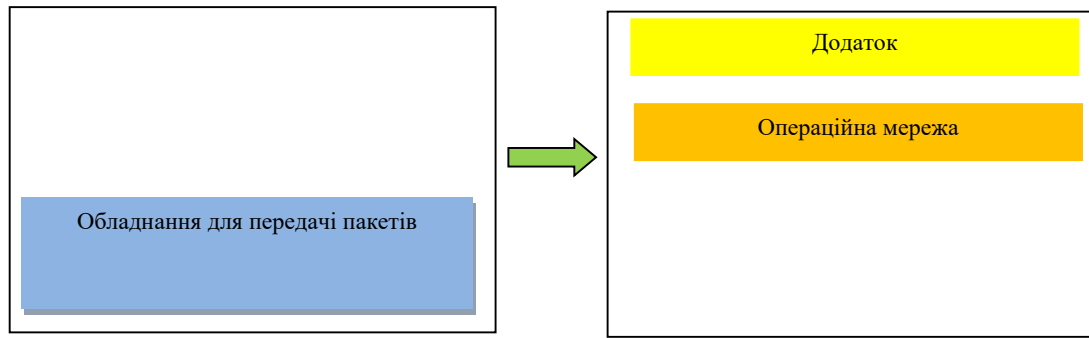 Обладнання для передачі пакетів
Додаток
Операційна мережа